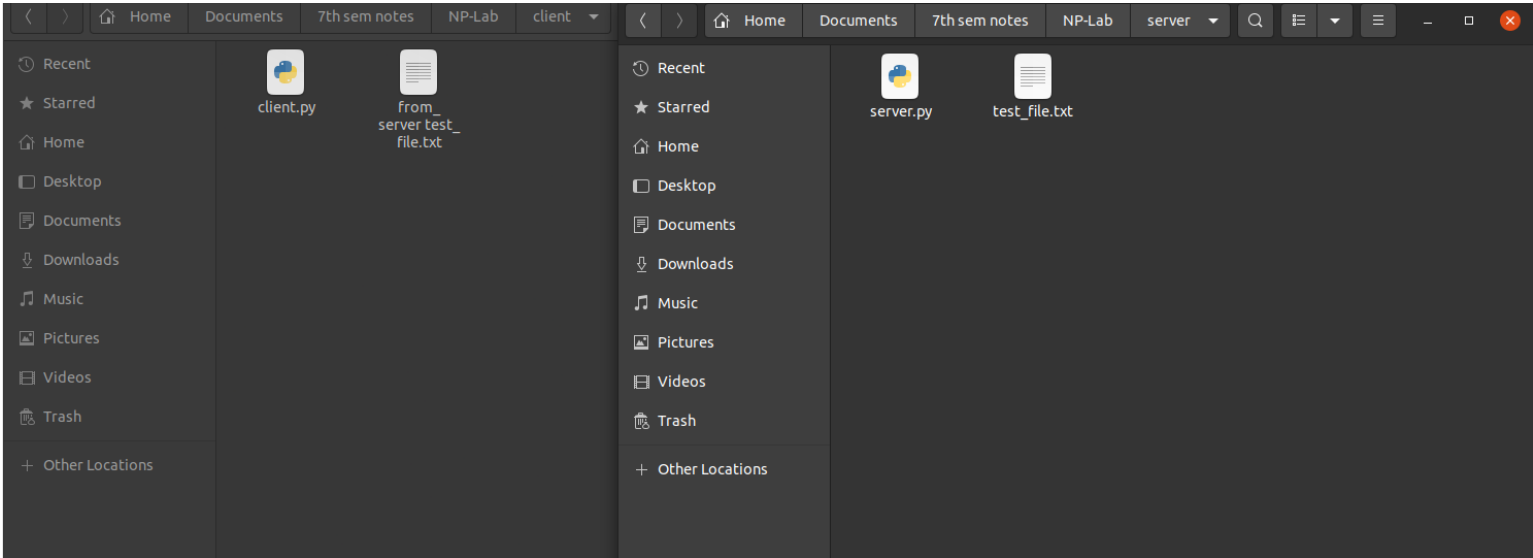 Home Documents 7th sem notes NP-Lab client
Recent
Starred
Home
Desktop
Documents
Downloads
Music
Pictures
Videos
Trash
Other Locations
client.py
from_
server test_
file.txt
Home Documents 7th sem notes NP-Lab server
Recent
Starred
Home
Desktop
Documents
Downloads
Music
Pictures
Videos
Trash
Other Locations
server.py
test_file.txt